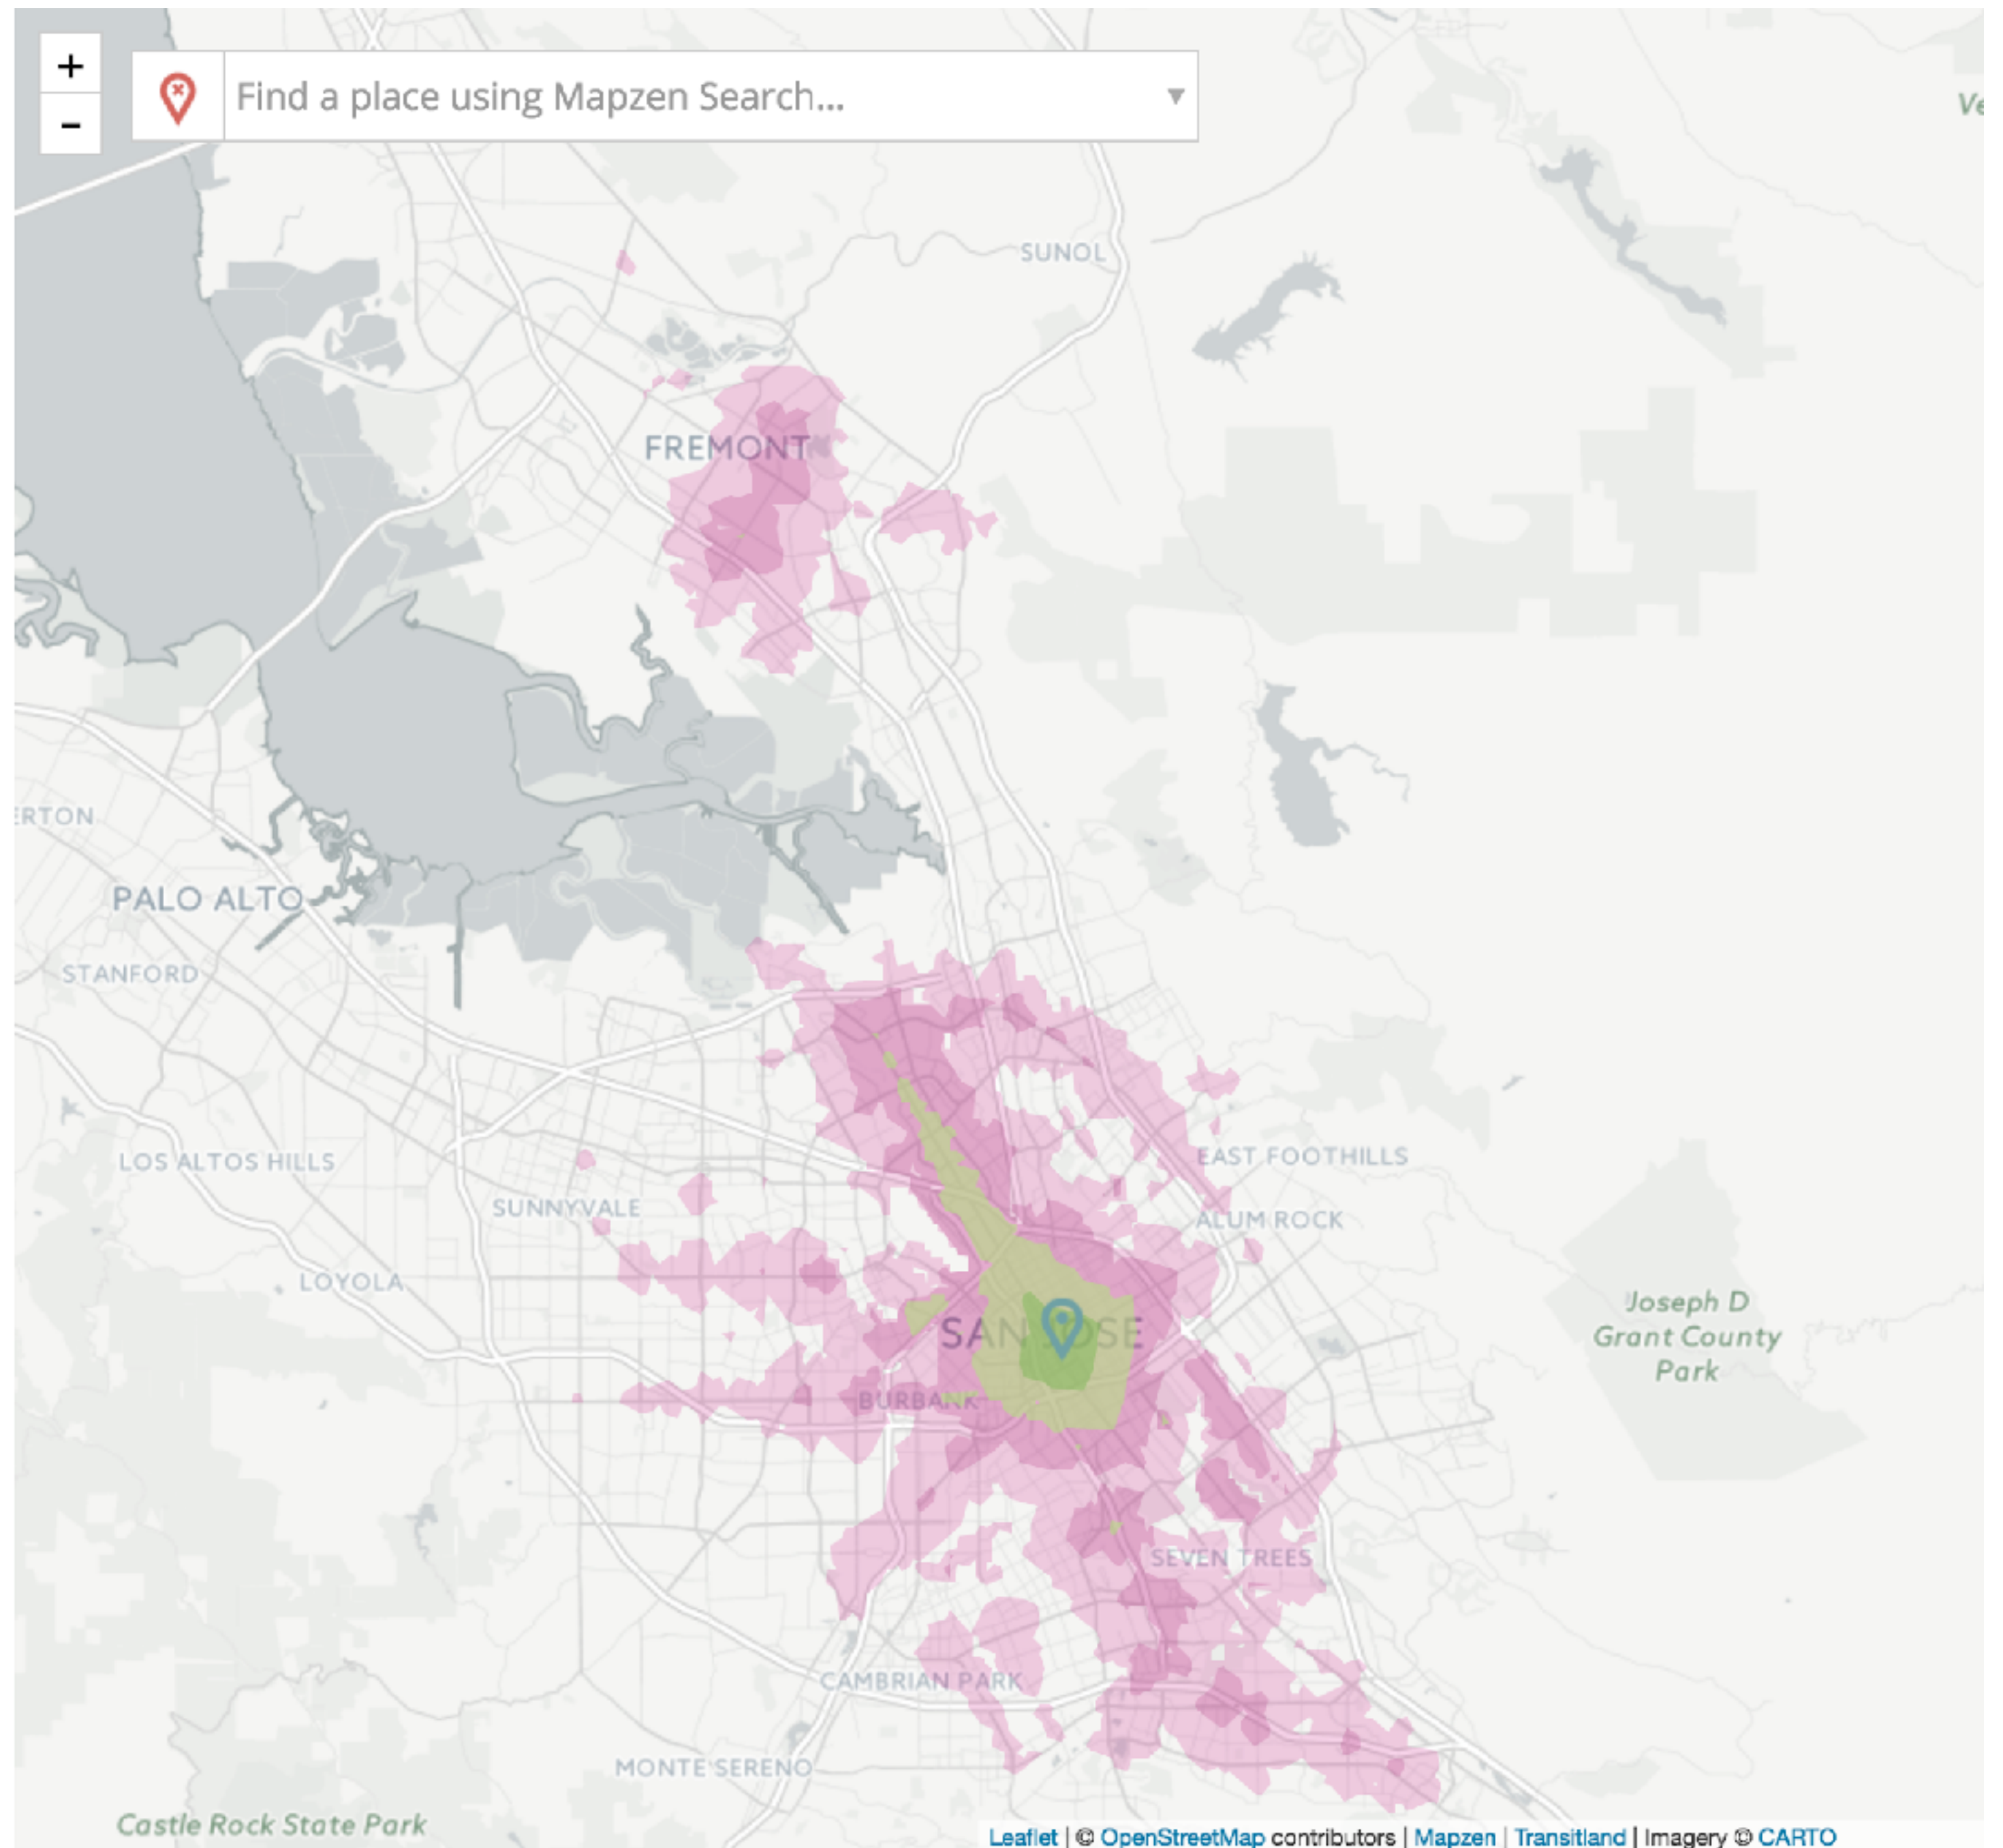 +
−
Find a place using Mapzen Search...
SUNOL
FREMONT
PALO ALTO
STANFORD
LOS ALTOS HILLS
SUNNYVALE
LOYOLA
EAST FOOTHILLS
ALUM ROCK
SAN JOSE
BURBANK
Joseph D
Grant County
Park
SEVEN TREES
CAMBRIAN PARK
MONTE SERENO
Castle Rock State Park
Leaflet | © OpenStreetMap contributors | Mapzen | Transitland | Imagery © CARTO